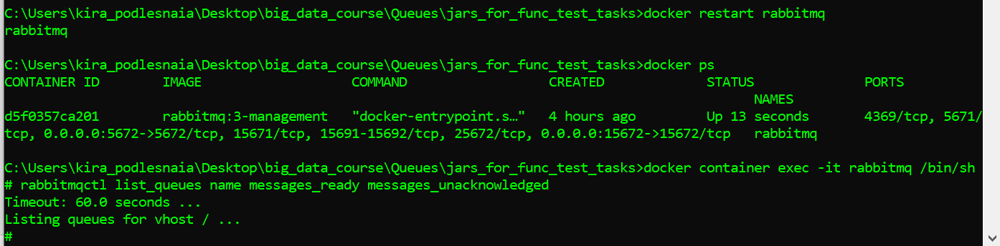 C:\Users\kira_podlesnaia\Desktop\big_data_course\Queues\jars_for_func_test_tasks>docker restart rabbitmq
rabbitmq
C:\Users\kira_podlesnaia\Desktop\big_data_course\Queues\jars_for_func_test_tasks>docker ps
CONTAINER ID        IMAGE                   COMMAND                  CREATED             STATUS              PORTS
NAMES
d5f0357ca201        rabbitmq:3-management   "docker-entrypoint.s…"   4 hours ago         Up 13 seconds       4369/tcp, 5671/
tcp, 0.0.0.0:5672->5672/tcp, 15671/tcp, 15691-15692/tcp, 25672/tcp, 0.0.0.0:15672->15672/tcp   rabbitmq
C:\Users\kira_podlesnaia\Desktop\big_data_course\Queues\jars_for_func_test_tasks>docker container exec -it rabbitmq /bin/sh
# rabbitmqctl list_queues name messages_ready messages_unacknowledged
Timeout: 60.0 seconds ...
Listing queues for vhost / ...
#